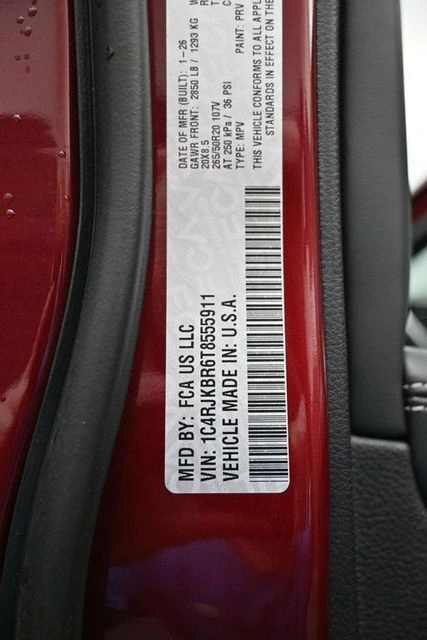 MFD BY: FCA US LLC
VIN: 1C4RJKBR6T8555911
VEHICLE MADE IN: U.S.A.
DATE OF MFR (BUILT): 1-26
GAWR FRONT: 2850 LB / 1293 KG
20X8.5
265/50R20 107V
AT 250 kPa / 36 PSI
TYPE: MPV PAINT: PRV
THIS VEHICLE CONFORMS TO ALL APPL
STANDARDS IN EFFECT ON THE